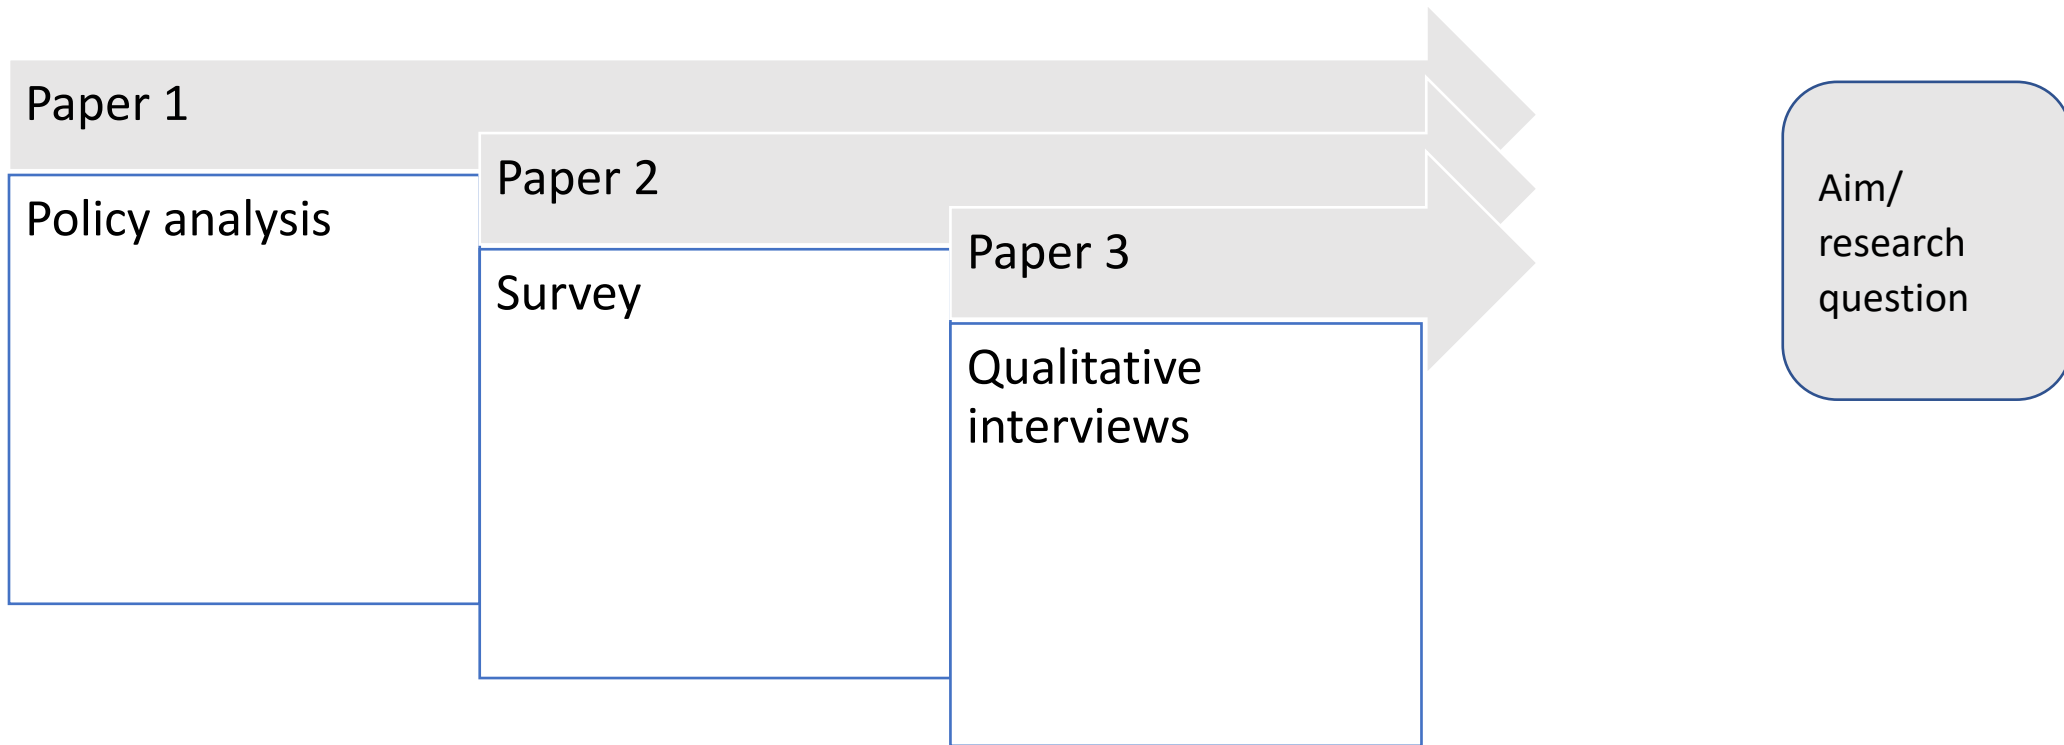 Paper 1
Policy analysis
Paper 2
Survey
Paper 3
Qualitative
interviews
Aim/
research
question